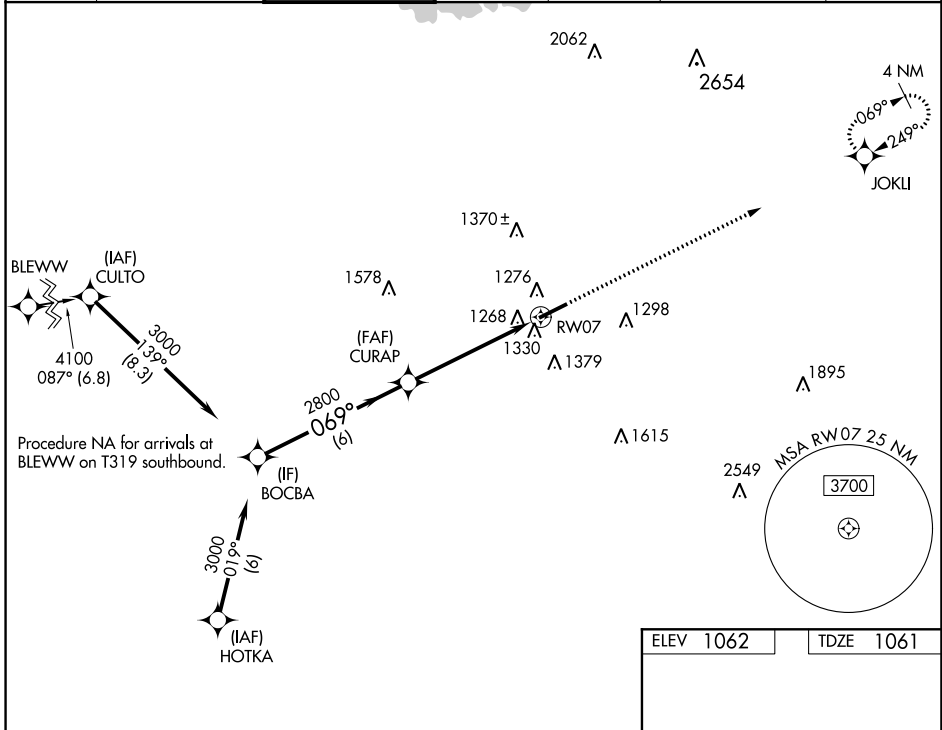 2062
2654
4 NM
069°
249°
JOKLI
1370±
BLEWW
(IAF)
CULTO
1578
1276
1268
RW07
1298
1330
3000
139°
(8.3)
4100
087° (6.8)
(FAF)
CURAP
1379
1895
2800
069°
(6)
Procedure NA for arrivals at
BLEWW on T319 southbound.
1615
MSA RW07 25 NM
(IF)
BOCBA
2549
3700
3000
019°
(6)
(IAF)
HOTKA
ELEV 1062
TDZE 1061